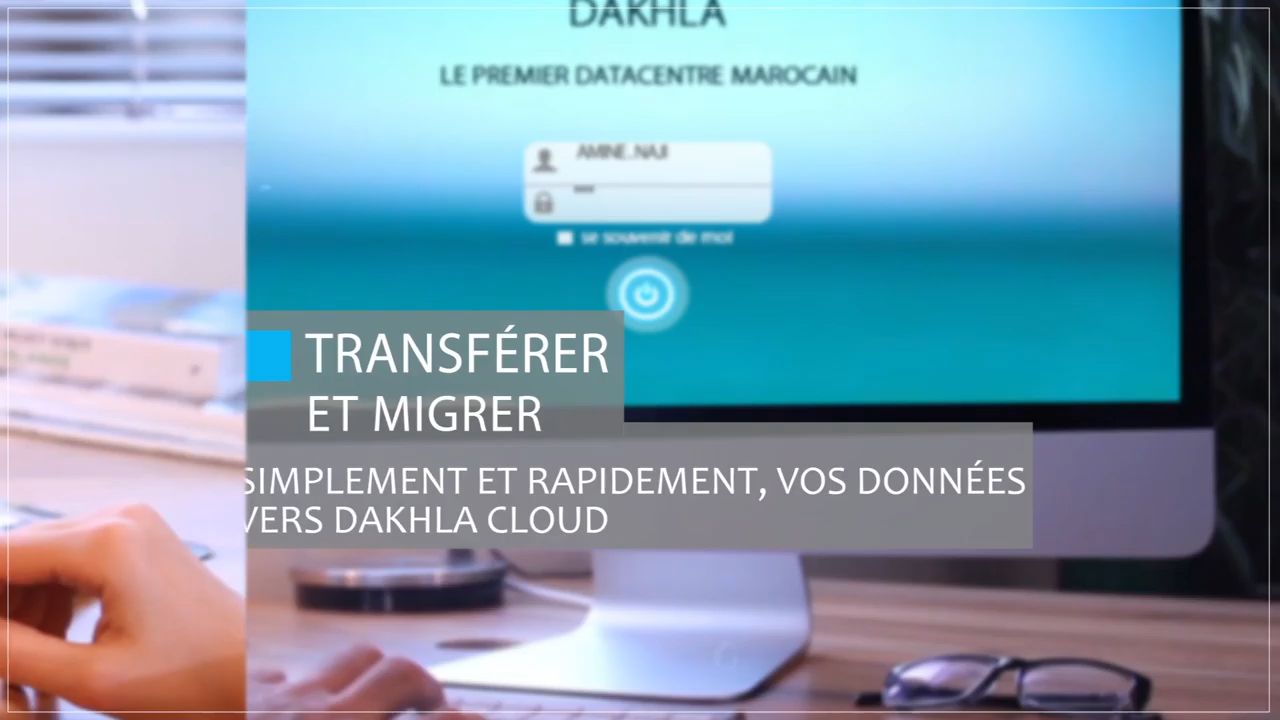 DAKHLA
LE PREMIER DATACENTRE MAROCAIN
AMINE.NAJI
se souvenir de moi
TRANSFÉRER
ET MIGRER
SIMPLEMENT ET RAPIDEMENT, VOS DONNÉES
VERS DAKHLA CLOUD